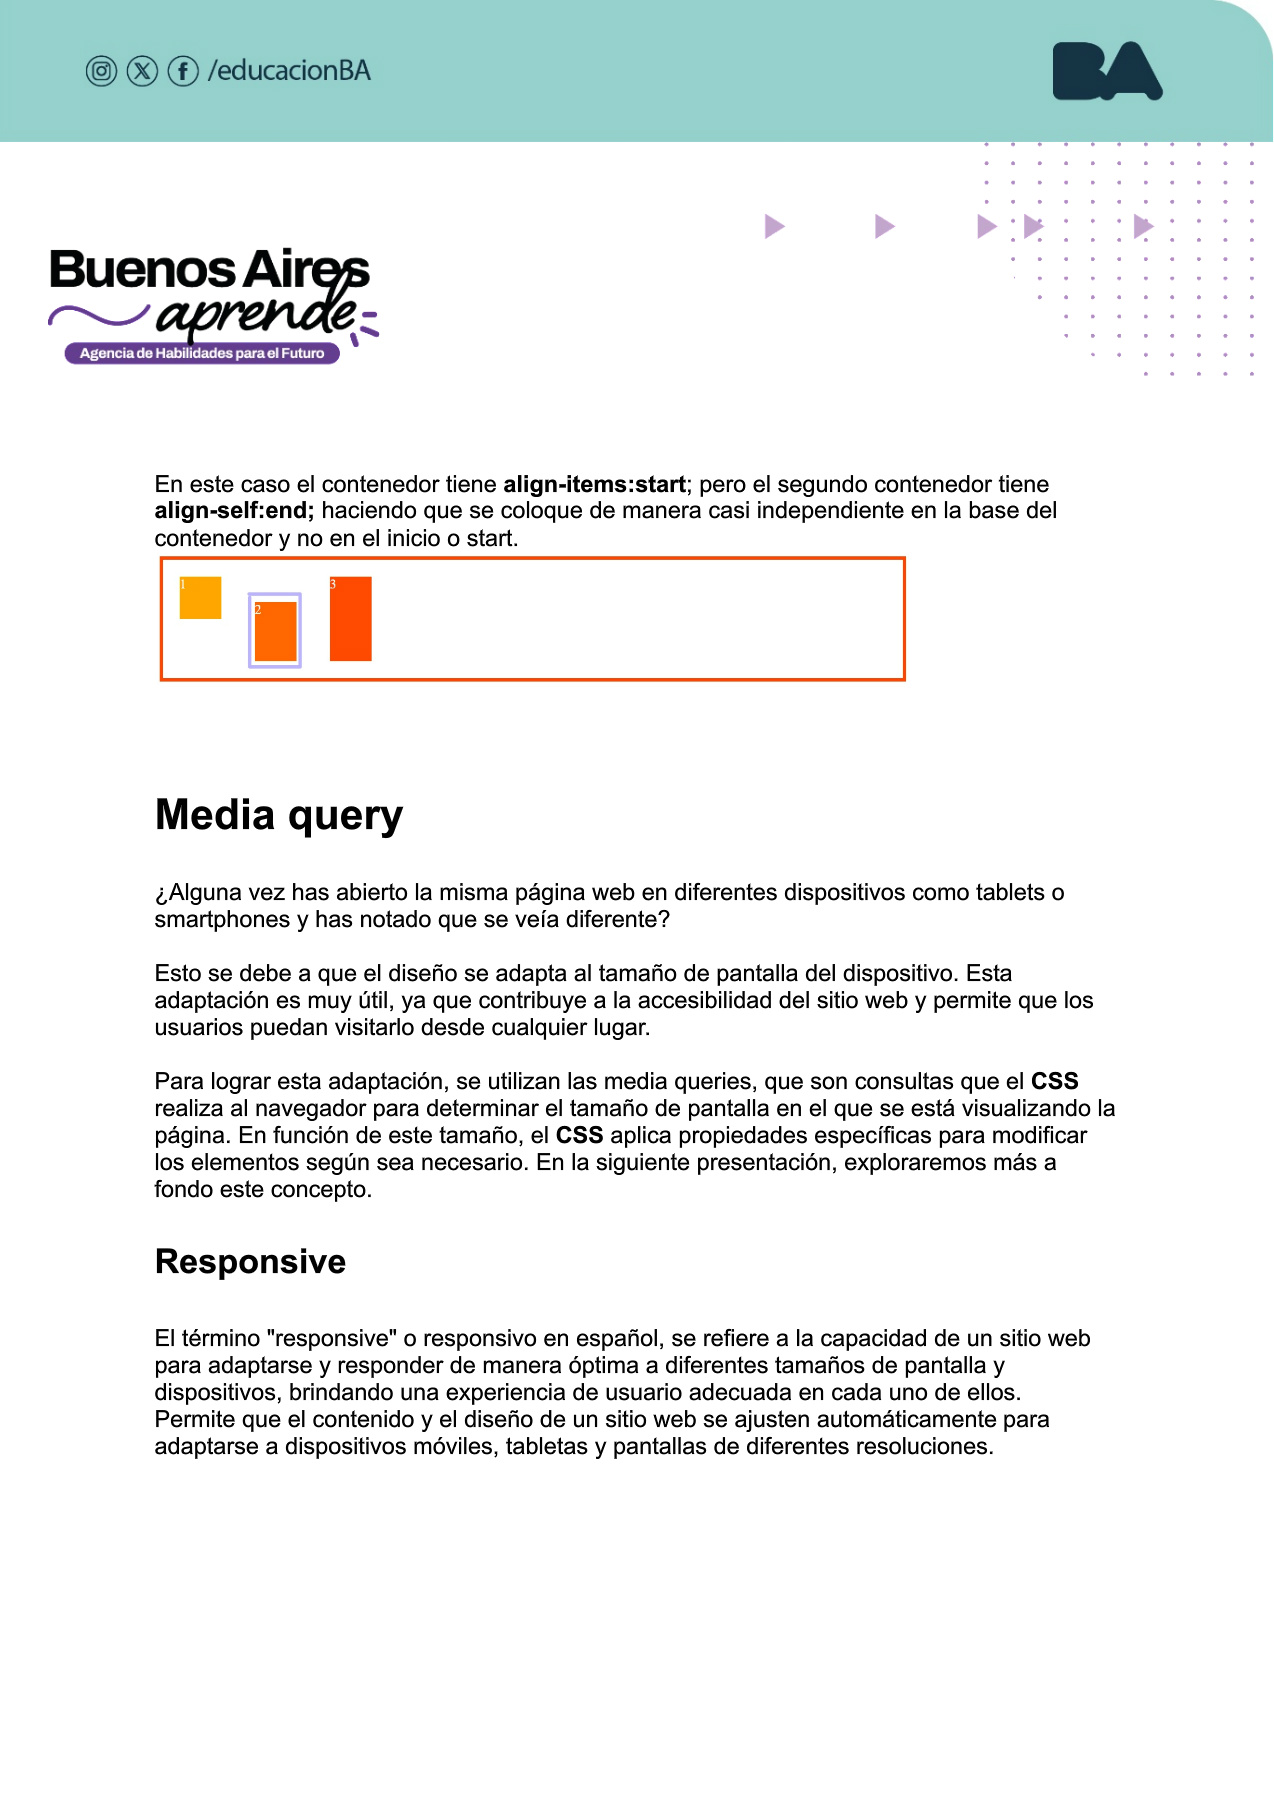 /educacionBA
BA
Buenos Aires
aprende
Agencia de Habilidades para el Futuro
En este caso el contenedor tiene align-items:start; pero el segundo contenedor tiene
align-self:end; haciendo que se coloque de manera casi independiente en la base del
contenedor y no en el inicio o start.
1
2
3
Media query
¿Alguna vez has abierto la misma página web en diferentes dispositivos como tablets o
smartphones y has notado que se veía diferente?
Esto se debe a que el diseño se adapta al tamaño de pantalla del dispositivo. Esta
adaptación es muy útil, ya que contribuye a la accesibilidad del sitio web y permite que los
usuarios puedan visitarlo desde cualquier lugar.
Para lograr esta adaptación, se utilizan las media queries, que son consultas que el CSS
realiza al navegador para determinar el tamaño de pantalla en el que se está visualizando la
página. En función de este tamaño, el CSS aplica propiedades específicas para modificar
los elementos según sea necesario. En la siguiente presentación, exploraremos más a
fondo este concepto.
Responsive
El término "responsive" o responsivo en español, se refiere a la capacidad de un sitio web
para adaptarse y responder de manera óptima a diferentes tamaños de pantalla y
dispositivos, brindando una experiencia de usuario adecuada en cada uno de ellos.
Permite que el contenido y el diseño de un sitio web se ajusten automáticamente para
adaptarse a dispositivos móviles, tabletas y pantallas de diferentes resoluciones.